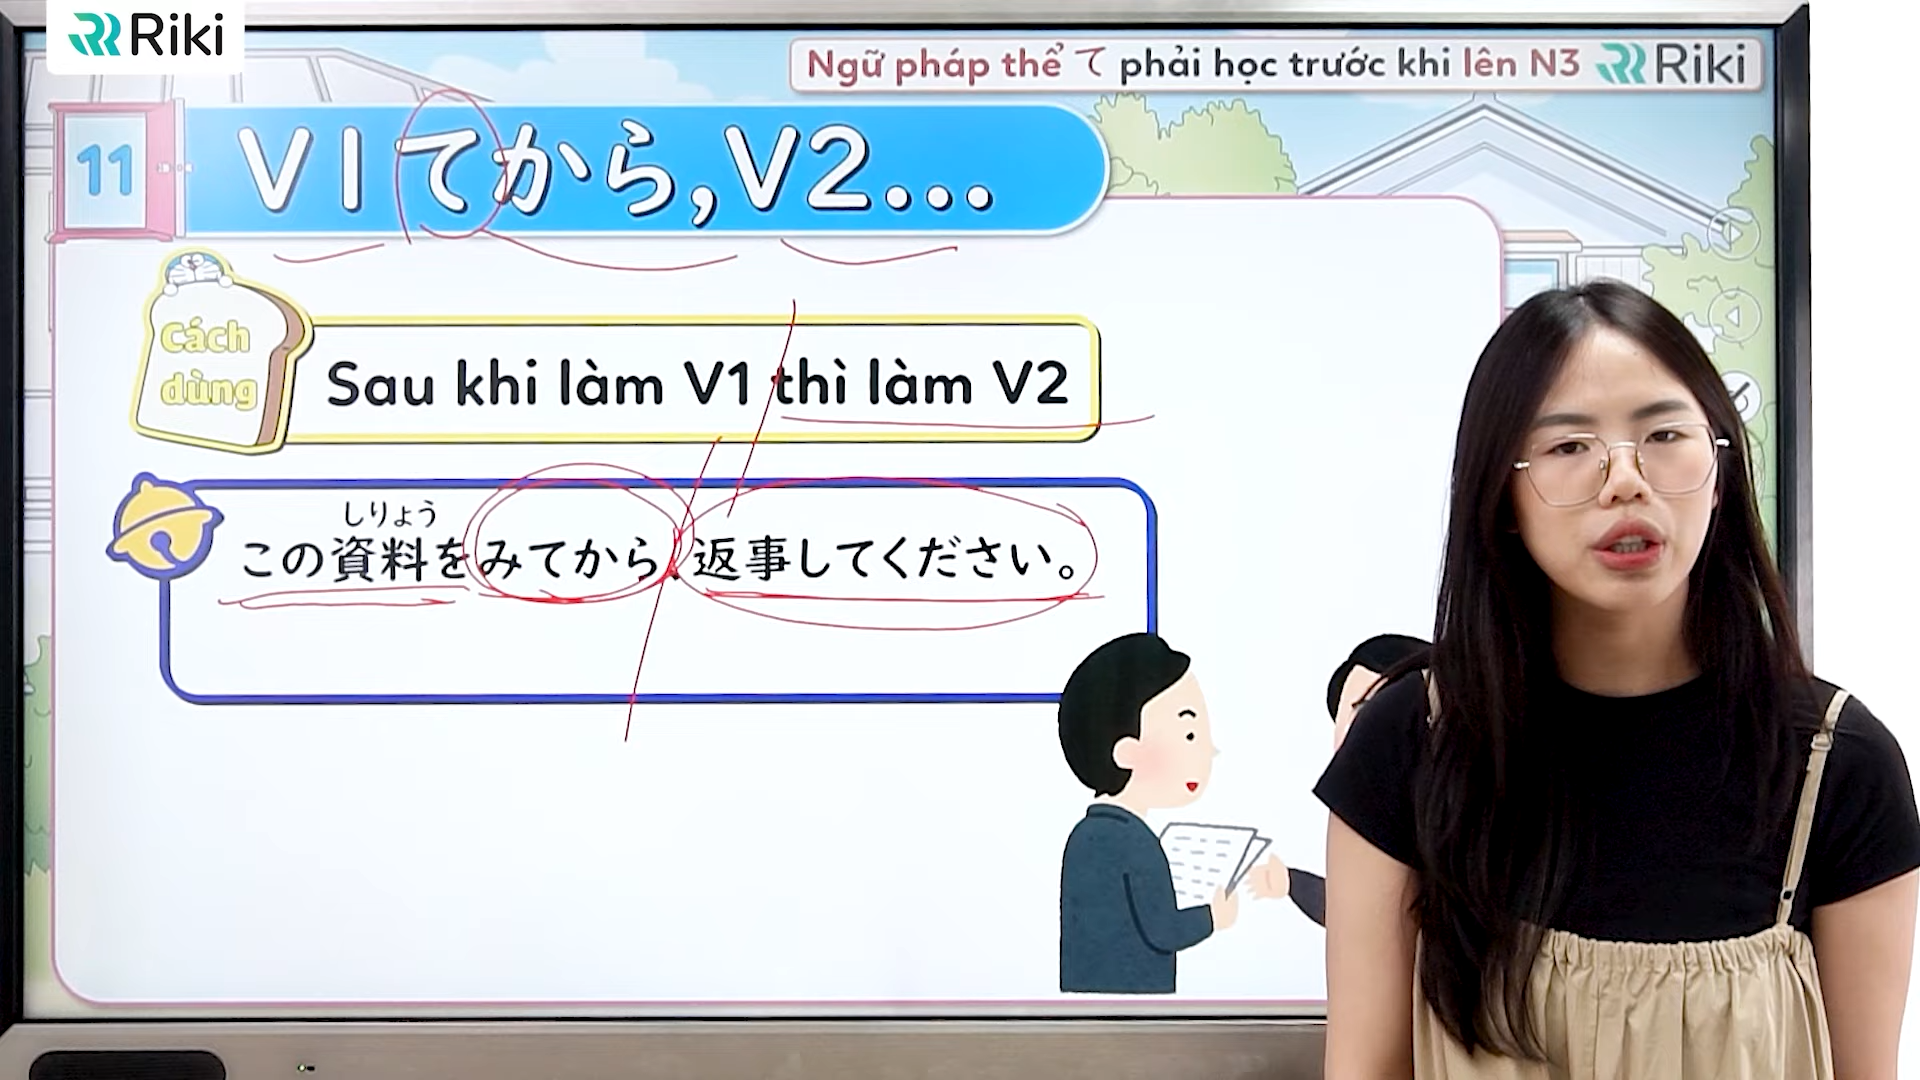 Riki
Ngữ pháp thể て phải học trước khi lên N3 Riki
11
V1てから,V2...
Cách
dùng
Sau khi làm V1 thì làm V2
しりょう
この資料をみてから、返事してください。